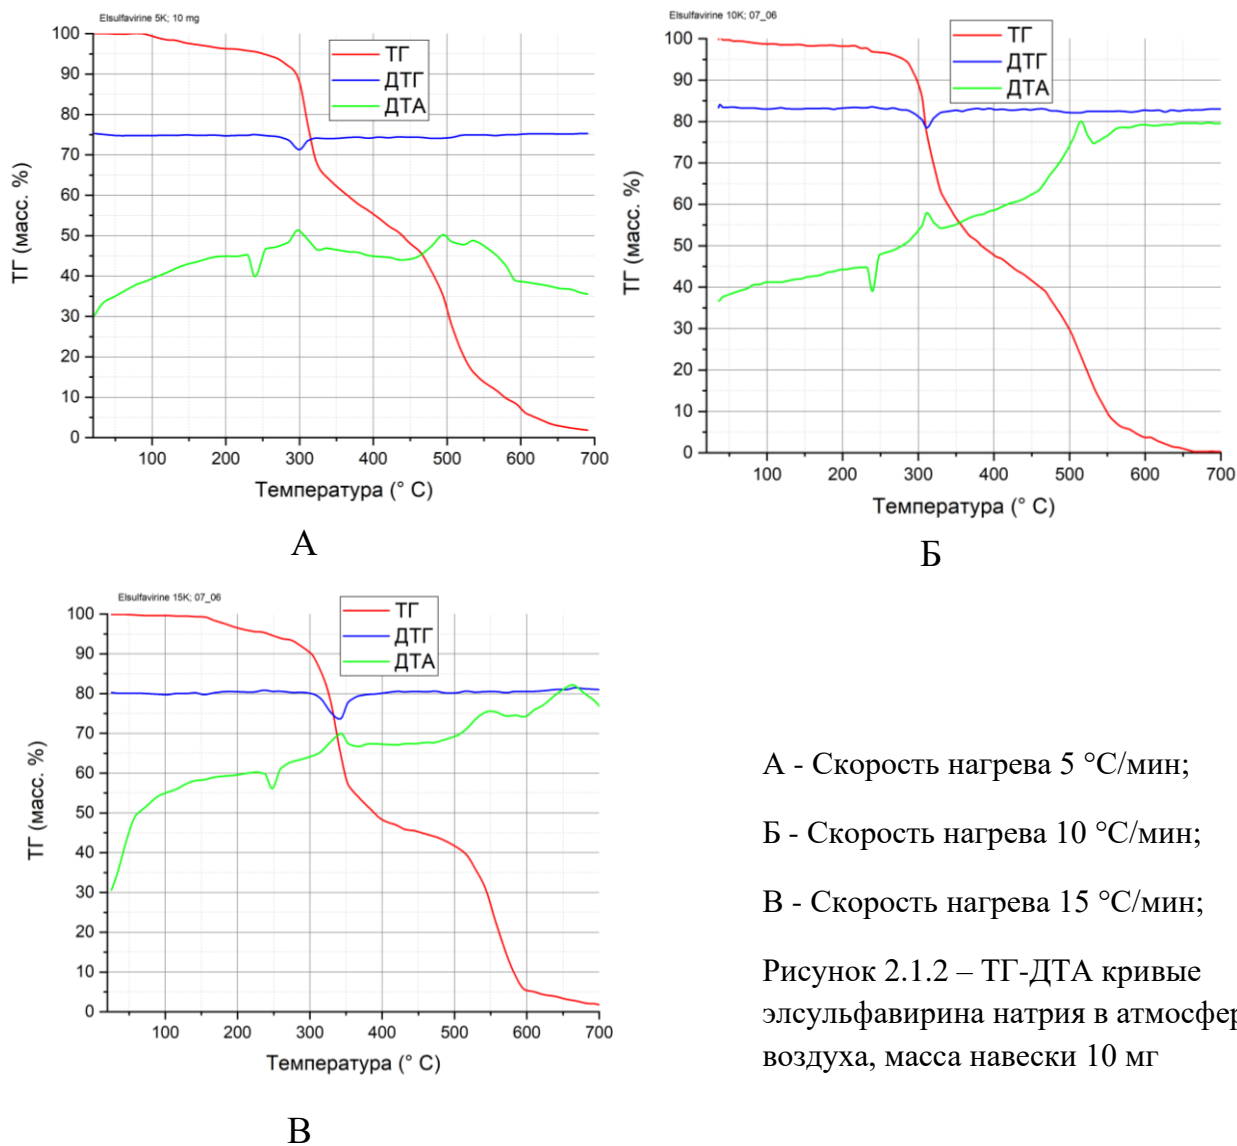 Elsulfavirine 5K; 10 mg
ТГ
ДТГ
ДТА
ТГ (масс. %)
100
90
80
70
60
50
40
30
20
10
0
100 200 300 400 500 600 700
Температура (° C)
А
Elsulfavirine 10K; 07_06
ТГ
ДТГ
ДТА
ТГ (масс. %)
100
90
80
70
60
50
40
30
20
10
0
100 200 300 400 500 600 700
Температура (° C)
Б
Elsulfavirine 15K; 07_06
ТГ
ДТГ
ДТА
ТГ (масс. %)
100
90
80
70
60
50
40
30
20
10
0
100 200 300 400 500 600 700
Температура (° C)
В
А - Скорость нагрева 5 °С/мин;
Б - Скорость нагрева 10 °С/мин;
В - Скорость нагрева 15 °С/мин;
Рисунок 2.1.2 – ТГ-ДТА кривые
элсульфавирина натрия в атмосфер
воздуха, масса навески 10 мг